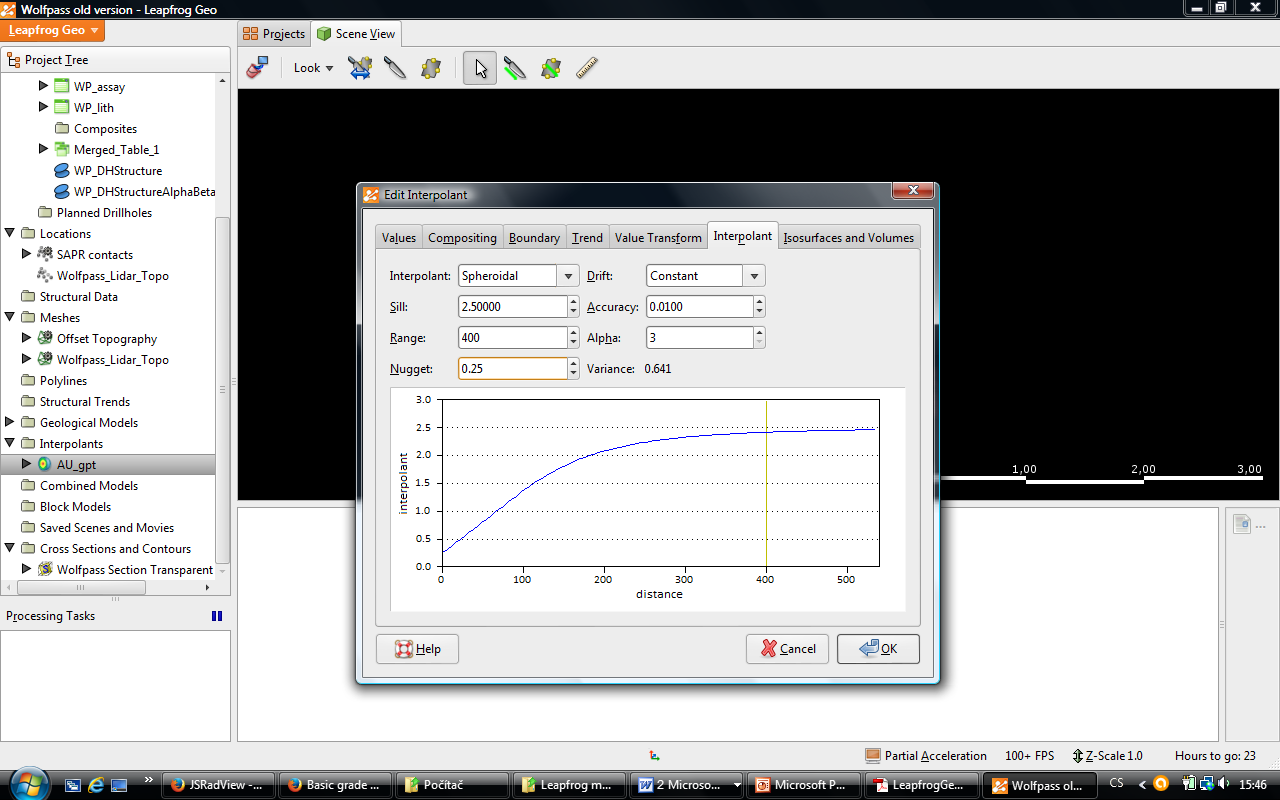 Wolfpass old version - Leapfrog Geo
Leapfrog Geo
Projects
Scene View
Project Tree
Look
WP_assay
WP_lith
Composites
Merged_Table_1
WP_DHStructure
WP_DHStructureAlphaBeta
Planned Drillholes
Locations
SAPR contacts
Wolfpass_Lidar_Topo
Structural Data
Meshes
Offset Topography
Wolfpass_Lidar_Topo
Polylines
Structural Trends
Geological Models
Interpolants
AU_gpt
Combined Models
Block Models
Saved Scenes and Movies
Cross Sections and Contours
Wolfpass Section Transparent
Processing Tasks
Edit Interpolant
Values Compositing Boundary Trend Value Transform Interpolant Isosurfaces and Volumes
Interpolant: Spheroidal Drift: Constant
Sill: 2.50000 Accuracy: 0.0100
Range: 400 Alpha: 3
Nugget: 0.25 Variance: 0.641
3.0
2.5
2.0
1.5
1.0
0.5
0.0
interpolant
0 100 200 300 400 500
distance
Help Cancel OK
1,00 2,00 3,00
...
Partial Acceleration 100+ FPS Z-Scale 1.0 Hours to go: 23
» JSRadView -... Basic grade ... Počítač Leapfrog m... 2 Microso... Microsoft P... LeapfrogGe... Wolfpass ol... CS 15:46